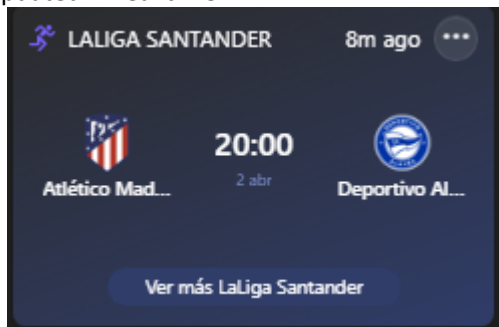 LALIGA SANTANDER 8m ago ...
20:00
2 abr
Atlético Mad... Deportivo Al...
Ver más LaLiga Santander